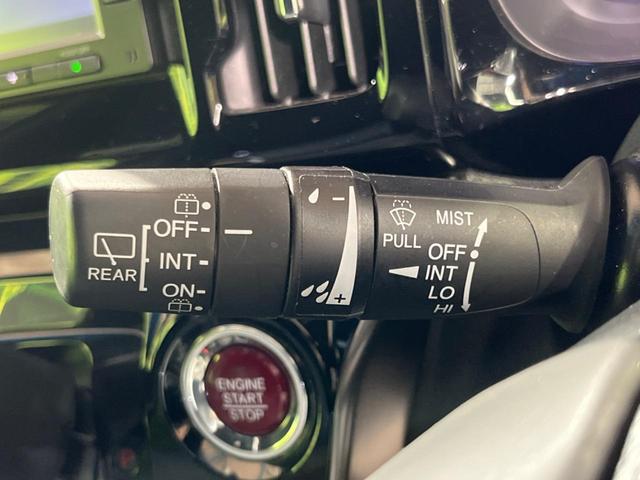 OFF-
INT-
ON-
REAR
-
+
PULL
MIST
OFF
INT
LO
HI
ENGINE
START
STOP